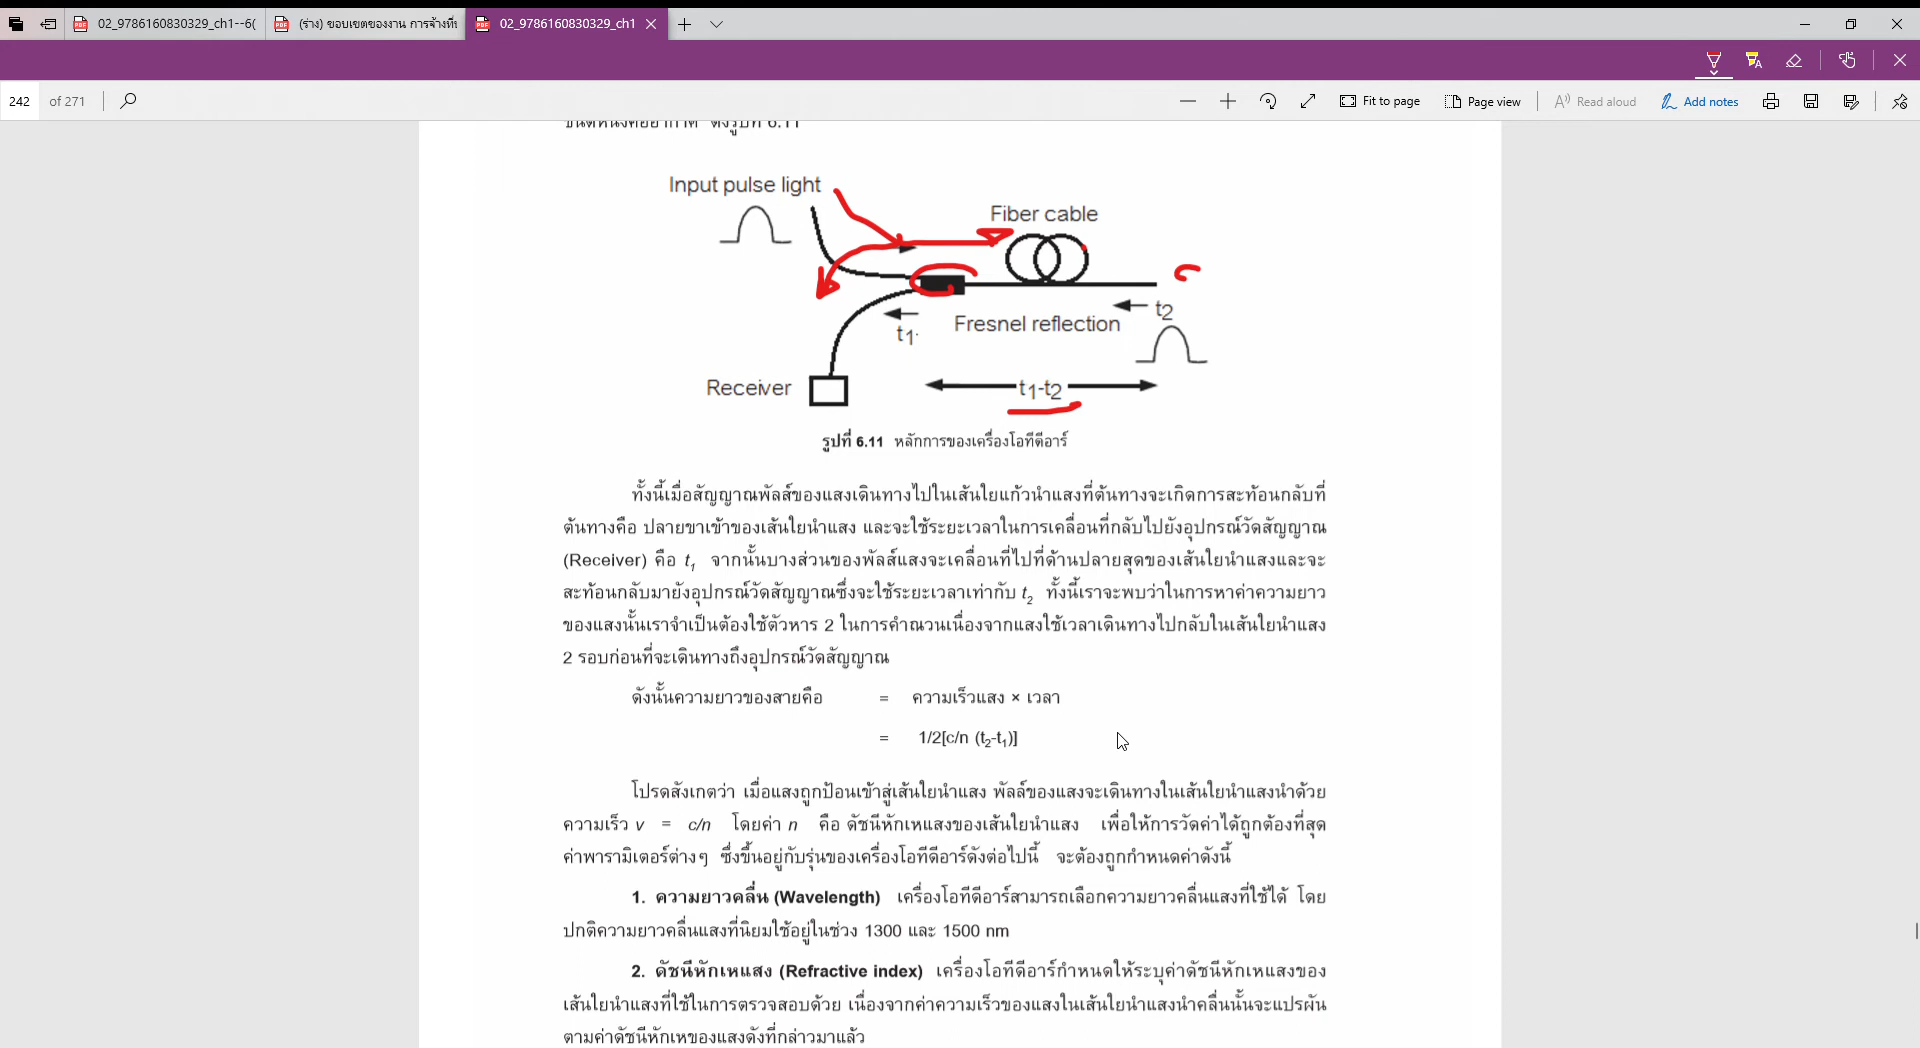 02_9786160830329_ch1--6(
(ร่าง) ขอบเขตของงาน การจ้างที่ป
02_9786160830329_ch1
242 of 271
Fit to page
Page view
Read aloud
Add notes
ดังรูปที่ 6.11
Input pulse light
Fiber cable
t2
Fresnel reflection
t1
Receiver
t1-t2
รูปที่ 6.11 หลักการของเครื่องโอทีดีอาร์
ทั้งนี้เมื่อสัญญาณพัลส์ของแสงเดินทางไปในเส้นใยแก้วนำแสงที่ต้นทางจะเกิดการสะท้อนกลับที่
ต้นทางคือ ปลายขาเข้าของเส้นใยนำแสง และจะใช้ระยะเวลาในการเคลื่อนที่กลับไปยังอุปกรณ์วัดสัญญาณ
(Receiver) คือ t1 จากนั้นบางส่วนของพัลส์แสงจะเคลื่อนที่ไปที่ด้านปลายสุดของเส้นใยนำแสงและจะ
สะท้อนกลับมายังอุปกรณ์วัดสัญญาณซึ่งจะใช้ระยะเวลาเท่ากับ t2 ทั้งนี้เราจะพบว่าในการหาค่าความยาว
ของแสงนั้นเราจำเป็นต้องใช้ตัวหาร 2 ในการคำณวนเนื่องจากแสงใช้เวลาเดินทางไปกลับในเส้นใยนำแสง
2 รอบก่อนที่จะเดินทางถึงอุปกรณ์วัดสัญญาณ
ดังนั้นความยาวของสายคือ = ความเร็วแสง × เวลา
= 1/2[c/n (t2-t1)]
โปรดสังเกตว่า เมื่อแสงถูกป้อนเข้าสู่เส้นใยนำแสง พัลล์ของแสงจะเดินทางในเส้นใยนำแสงนำด้วย
ความเร็ว v = c/n โดยค่า n คือ ดัชนีหักเหแสงของเส้นใยนำแสง เพื่อให้การวัดค่าได้ถูกต้องที่สุด
ค่าพารามิเตอร์ต่างๆ ซึ่งขึ้นอยู่กับรุ่นของเครื่องโอทีดีอาร์ดังต่อไปนี้ จะต้องถูกกำหนดค่าดังนี้
1. ความยาวคลื่น (Wavelength) เครื่องโอทีดีอาร์สามารถเลือกความยาวคลื่นแสงที่ใช้ได้ โดย
ปกติความยาวคลื่นแสงที่นิยมใช้อยู่ในช่วง 1300 และ 1500 nm
2. ดัชนีหักเหแสง (Refractive index) เครื่องโอทีดีอาร์กำหนดให้ระบุค่าดัชนีหักเหแสงของ
เส้นใยนำแสงที่ใช้ในการตรวจสอบด้วย เนื่องจากค่าความเร็วของแสงในเส้นใยนำแสงนำคลื่นนั้นจะแปรผัน
ตามค่าดัชนีหักเหของแสงดังที่กล่าวมาแล้ว